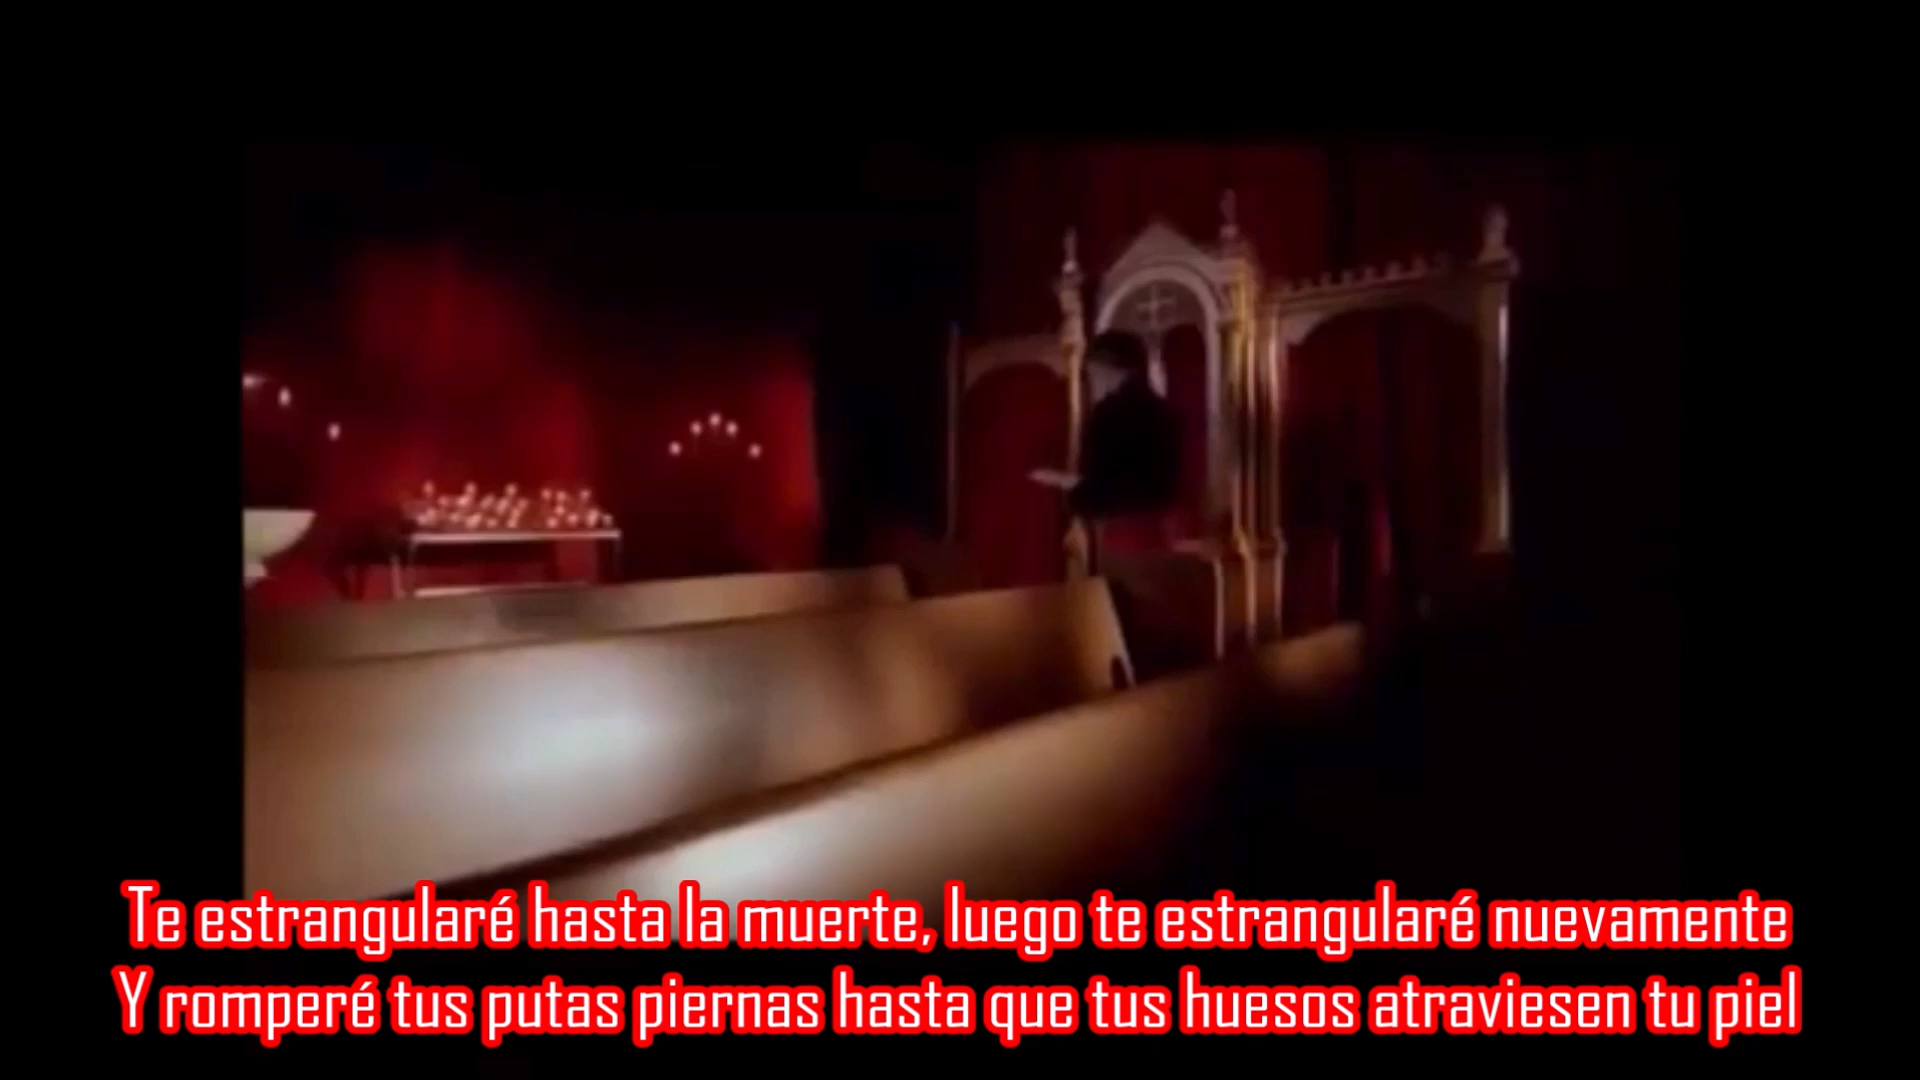 Te estrangularé hasta la muerte, luego te estrangularé nuevamente
Y romperé tus putas piernas hasta que tus huesos atraviesen tu piel